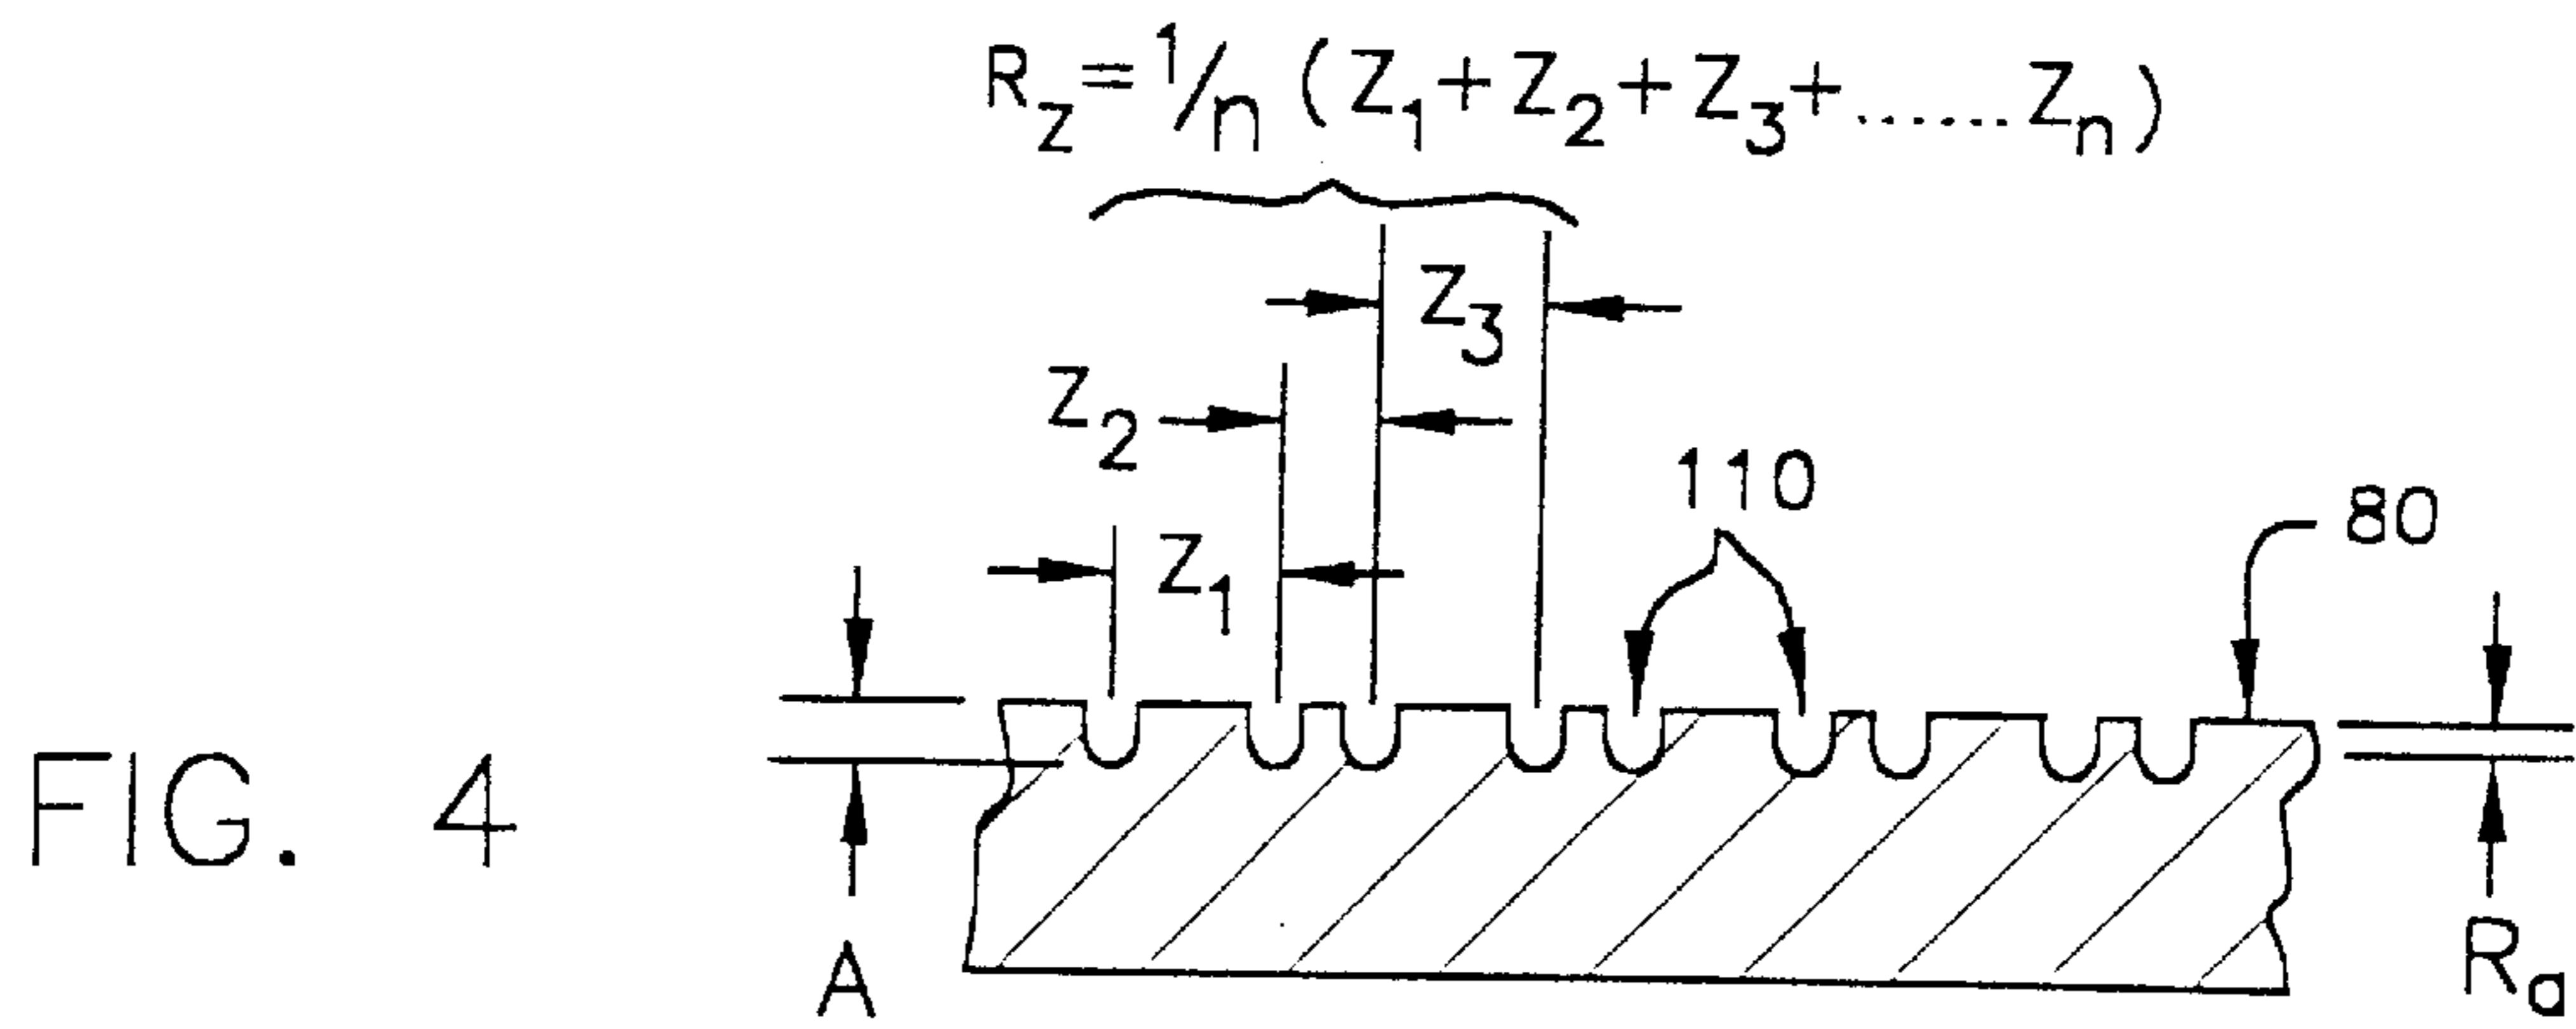 R_z = 1/n (Z_1 + Z_2 + Z_3 + ...... Z_n)
Z_3
Z_2
110
80
Z_1
FIG. 4
A
R_a